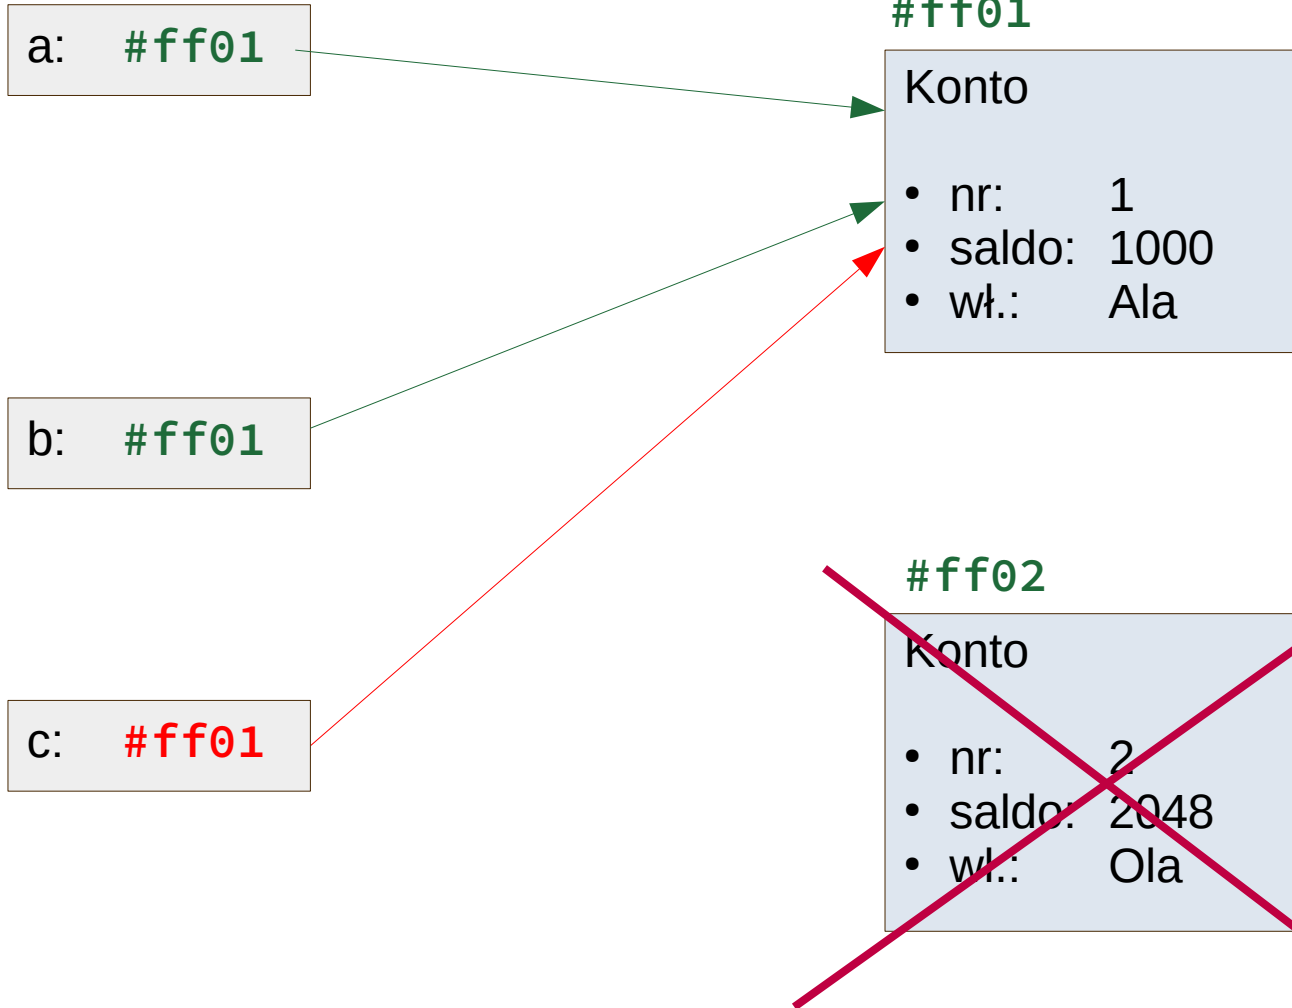 #ff01
a: #ff01
Konto
• nr: 1
• saldo: 1000
• wł.: Ala
b: #ff01
#ff02
Konto
c: #ff01
• nr: 2
• saldo: 2048
• wł.: Ola